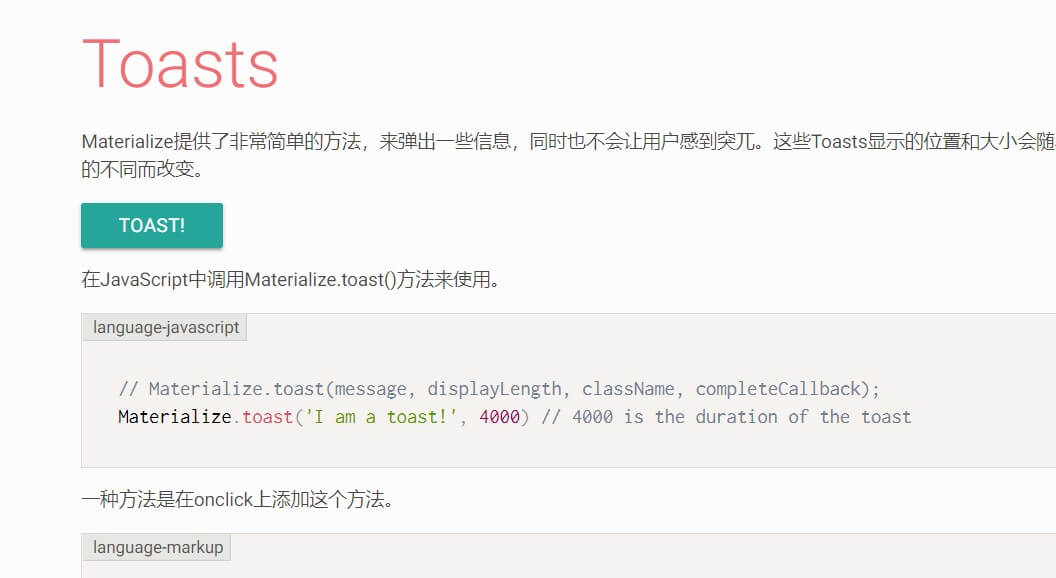 Toasts
Materialize提供了非常简单的方法，来弹出一些信息，同时也不会让用户感到突兀。这些Toasts显示的位置和大小会随
的不同而改变。
TOAST!
在JavaScript中调用Materialize.toast()方法来使用。
language-javascript
// Materialize.toast(message, displayLength, className, completeCallback);
Materialize.toast('I am a toast!', 4000) // 4000 is the duration of the toast
一种方法是在onclick上添加这个方法。
language-markup